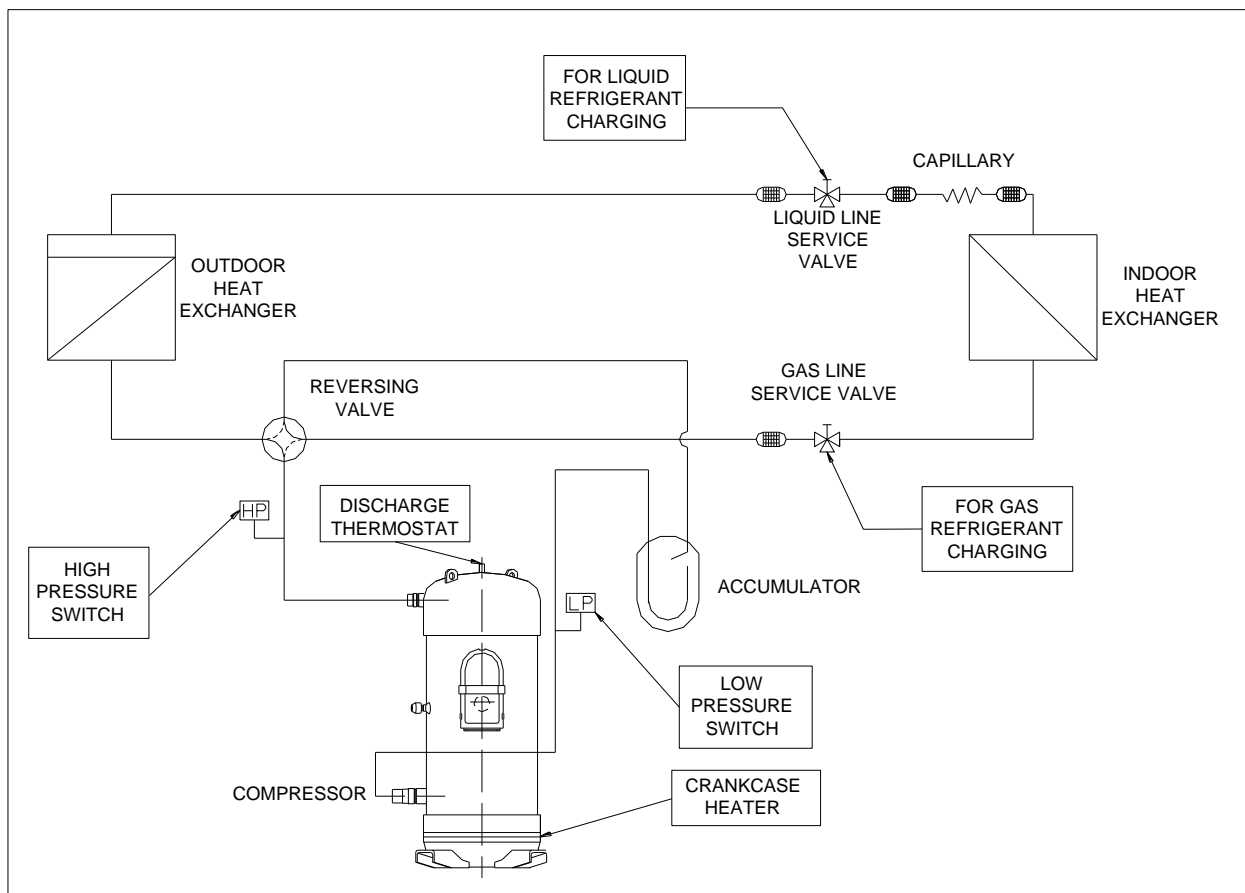 FOR LIQUID
REFRIGERANT
CHARGING
CAPILLARY
LIQUID LINE
SERVICE
VALVE
OUTDOOR
HEAT
EXCHANGER
INDOOR
HEAT
EXCHANGER
REVERSING
VALVE
GAS LINE
SERVICE VALVE
HP
DISCHARGE
THERMOSTAT
FOR GAS
REFRIGERANT
CHARGING
HIGH
PRESSURE
SWITCH
LP
ACCUMULATOR
LOW
PRESSURE
SWITCH
COMPRESSOR
CRANKCASE
HEATER